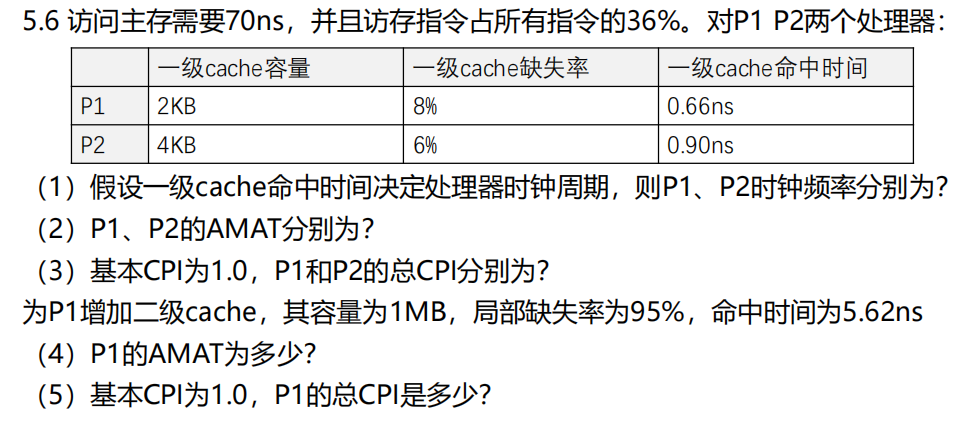 5.6 访问主存需要70ns，并且访存指令占所有指令的36%。对P1 P2两个处理器：
一级cache容量 一级cache缺失率 一级cache命中时间
P1 2KB 8% 0.66ns
P2 4KB 6% 0.90ns
（1）假设一级cache命中时间决定处理器时钟周期，则P1、P2时钟频率分别为？
（2）P1、P2的AMAT分别为？
（3）基本CPI为1.0，P1和P2的总CPI分别为？
为P1增加二级cache，其容量为1MB，局部缺失率为95%，命中时间为5.62ns
（4）P1的AMAT为多少？
（5）基本CPI为1.0，P1的总CPI是多少？